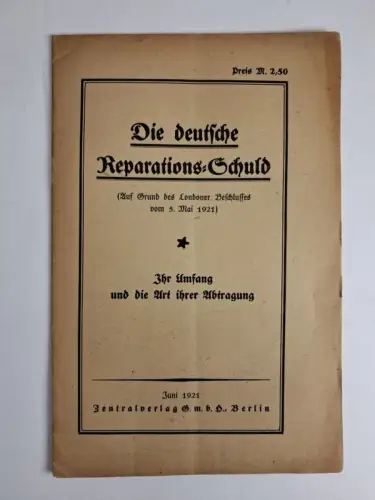 Preis M. 2,50
Die deutsche
Reparations-Schuld
(Auf Grund des Londoner Beschlusses
vom 5. Mai 1921)
Ihr Umfang
und die Art ihrer Abtragung
Juni 1921
Zentralverlag G. m. b. H., Berlin